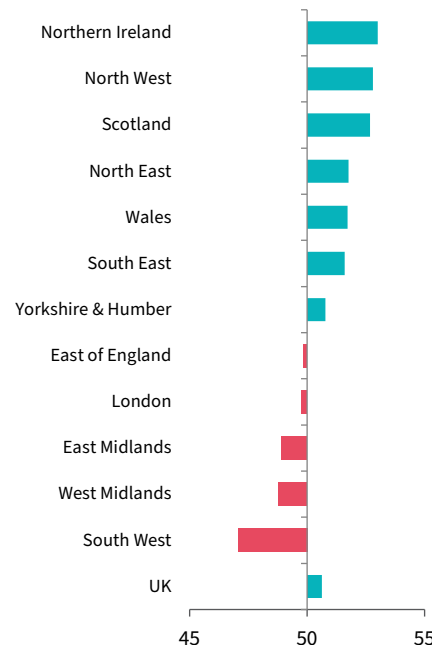 Northern Ireland
North West
Scotland
North East
Wales
South East
Yorkshire & Humber
East of England
London
East Midlands
West Midlands
South West
UK
45 50 55